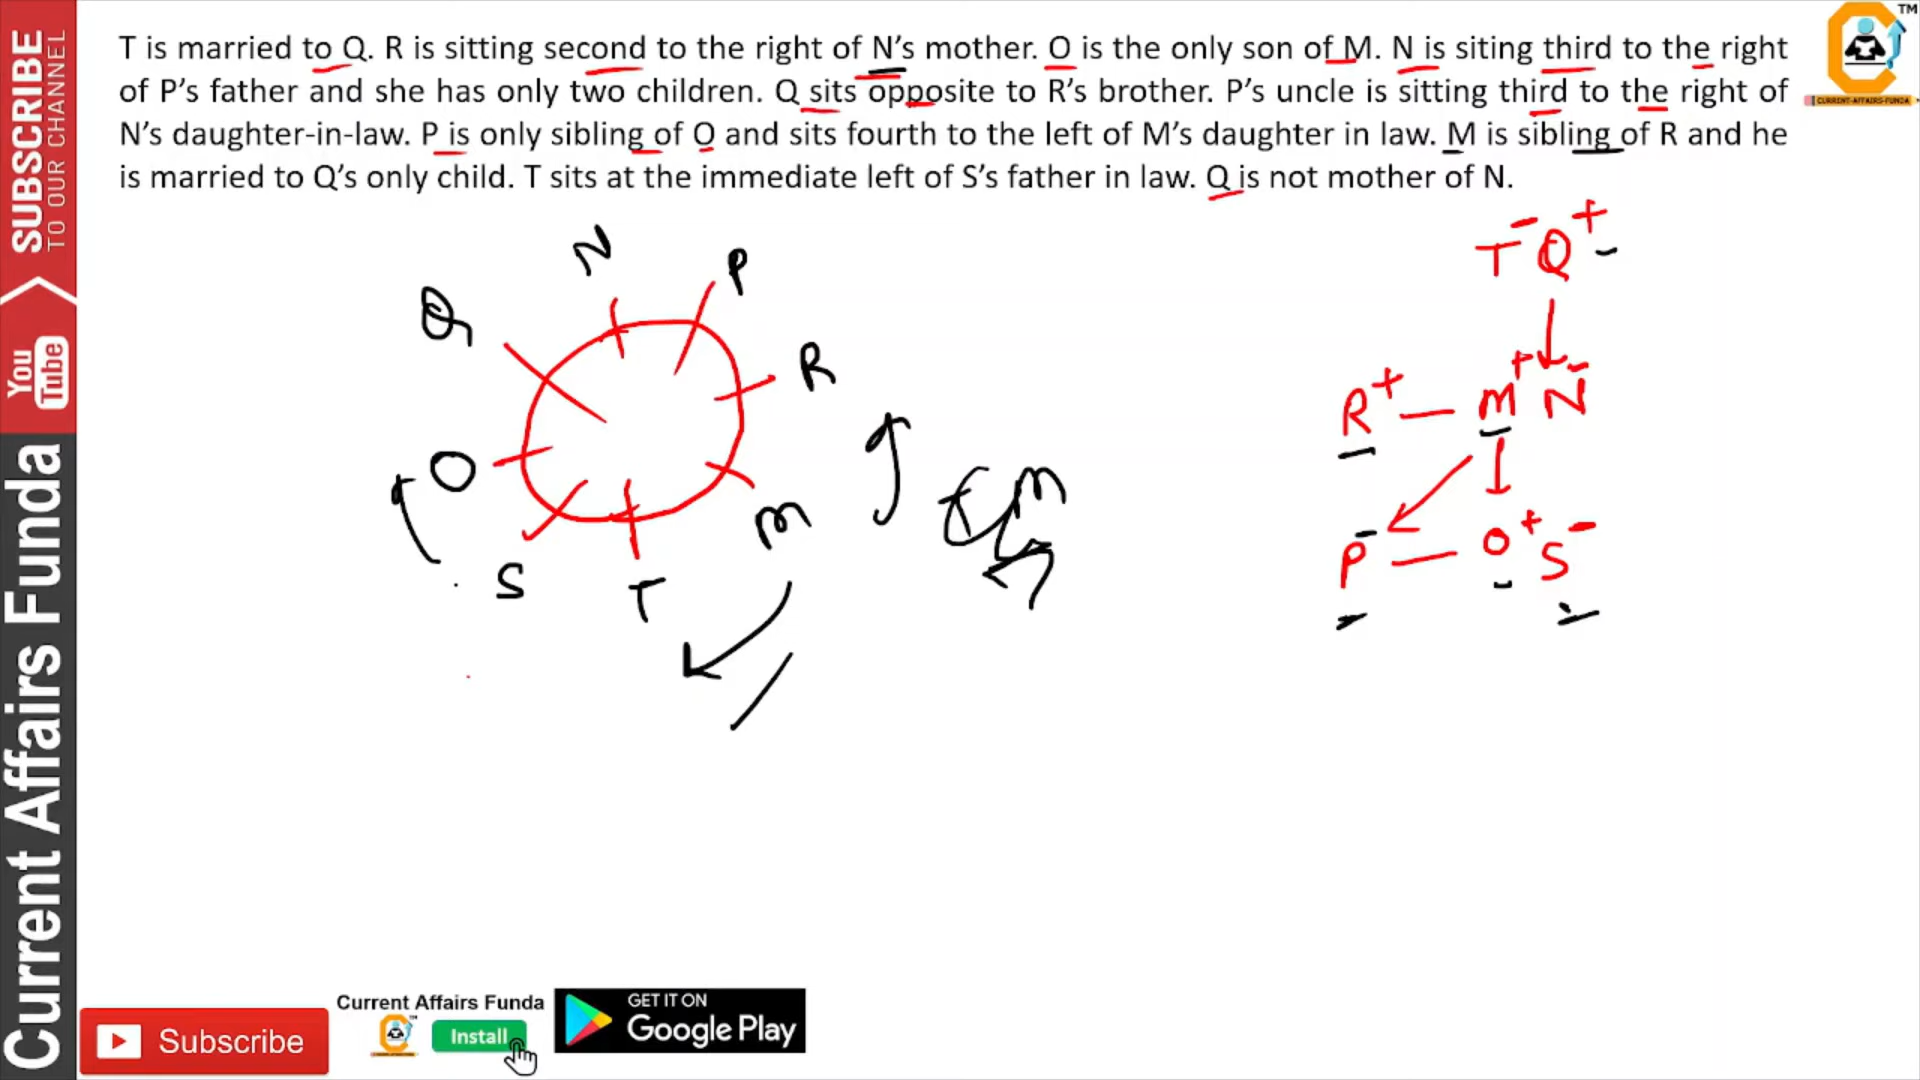 T is married to Q. R is sitting second to the right of N's mother. O is the only son of M. N is siting third to the right
of P's father and she has only two children. Q sits opposite to R's brother. P's uncle is sitting third to the right of
N's daughter-in-law. P is only sibling of O and sits fourth to the left of M's daughter in law. M is sibling of R and he
is married to Q's only child. T sits at the immediate left of S's father in law. Q is not mother of N.
TM
CURRENT-AFFAIRS-FUNDA
SUBSCRIBE
TO OUR CHANNEL
You
Tube
Current Affairs Funda
N
P
Q
R
O
M
S
T
M
T - Q +
R + — M + N -
P - — O + S -
Subscribe
Current Affairs Funda
Install
GET IT ON
Google Play